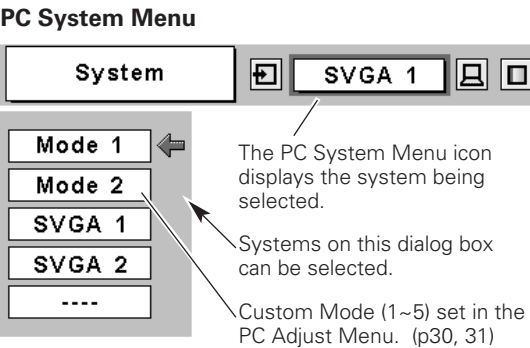 PC System Menu
System
SVGA 1
Mode 1
Mode 2
SVGA 1
SVGA 2
----
The PC System Menu icon
displays the system being
selected.
Systems on this dialog box
can be selected.
Custom Mode (1~5) set in the
PC Adjust Menu. (p30, 31)